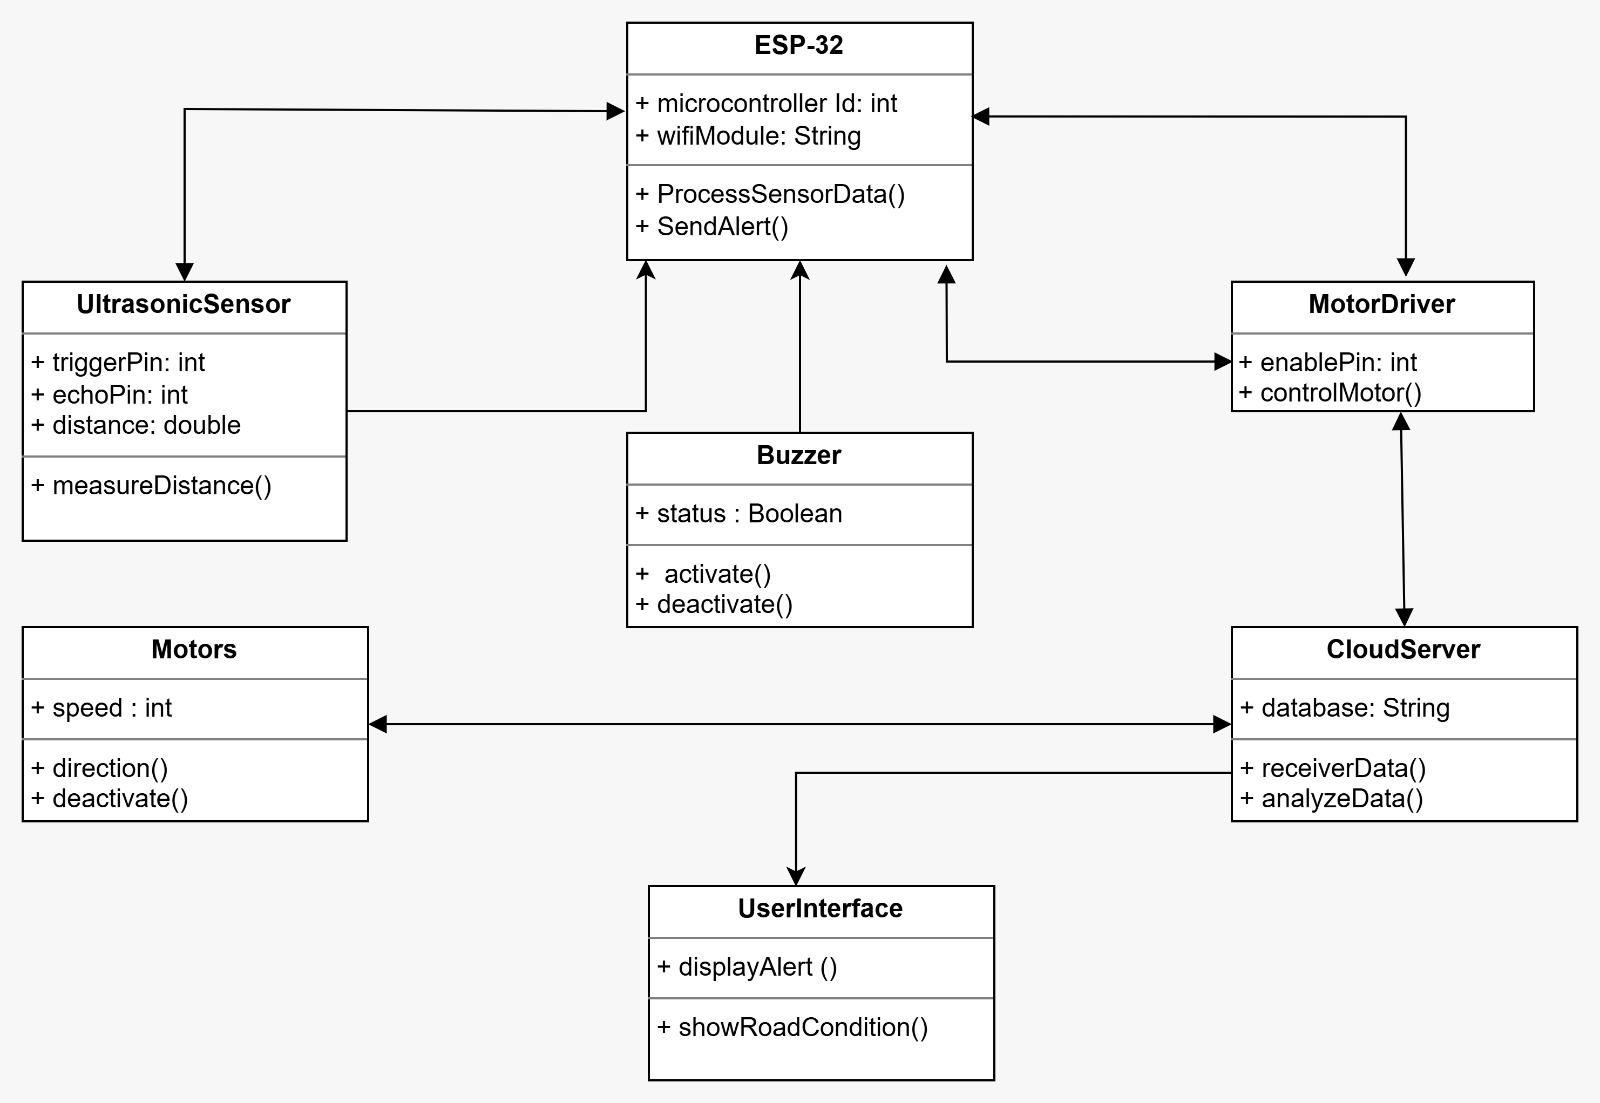 ESP-32
+ microcontroller Id: int
+ wifiModule: String
+ ProcessSensorData()
+ SendAlert()
UltrasonicSensor
+ triggerPin: int
+ echoPin: int
+ distance: double
+ measureDistance()
MotorDriver
+ enablePin: int
+ controlMotor()
Buzzer
+ status : Boolean
+ activate()
+ deactivate()
Motors
+ speed : int
+ direction()
+ deactivate()
CloudServer
+ database: String
+ receiverData()
+ analyzeData()
UserInterface
+ displayAlert ()
+ showRoadCondition()